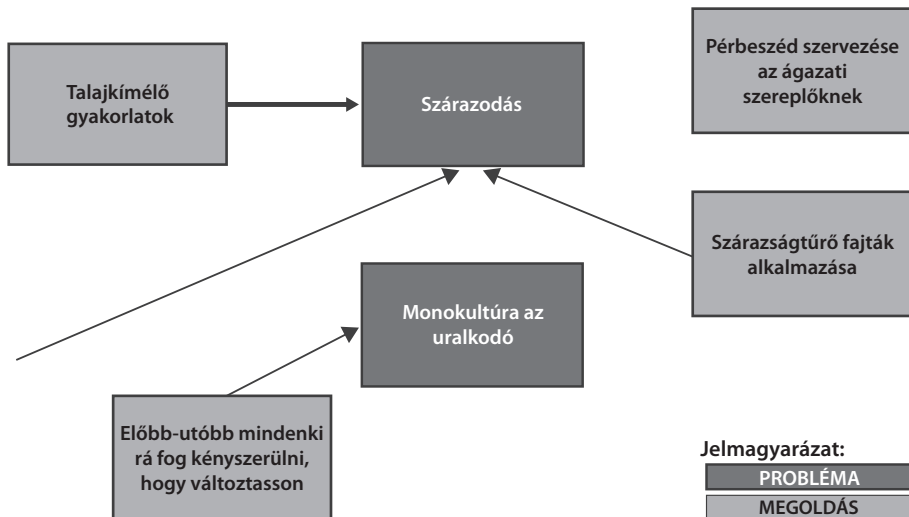 Talajkímélő
gyakorlatok
Szárazodás
Pérbeszéd szervezése
az ágazati
szereplőknek
Szárazságtűrő fajták
alkalmazása
Monokultúra az
uralkodó
Előbb-utóbb mindenki
rá fog kényszerülni,
hogy változtasson
Jelmagyarázat:
PROBLÉMA
MEGOLDÁS